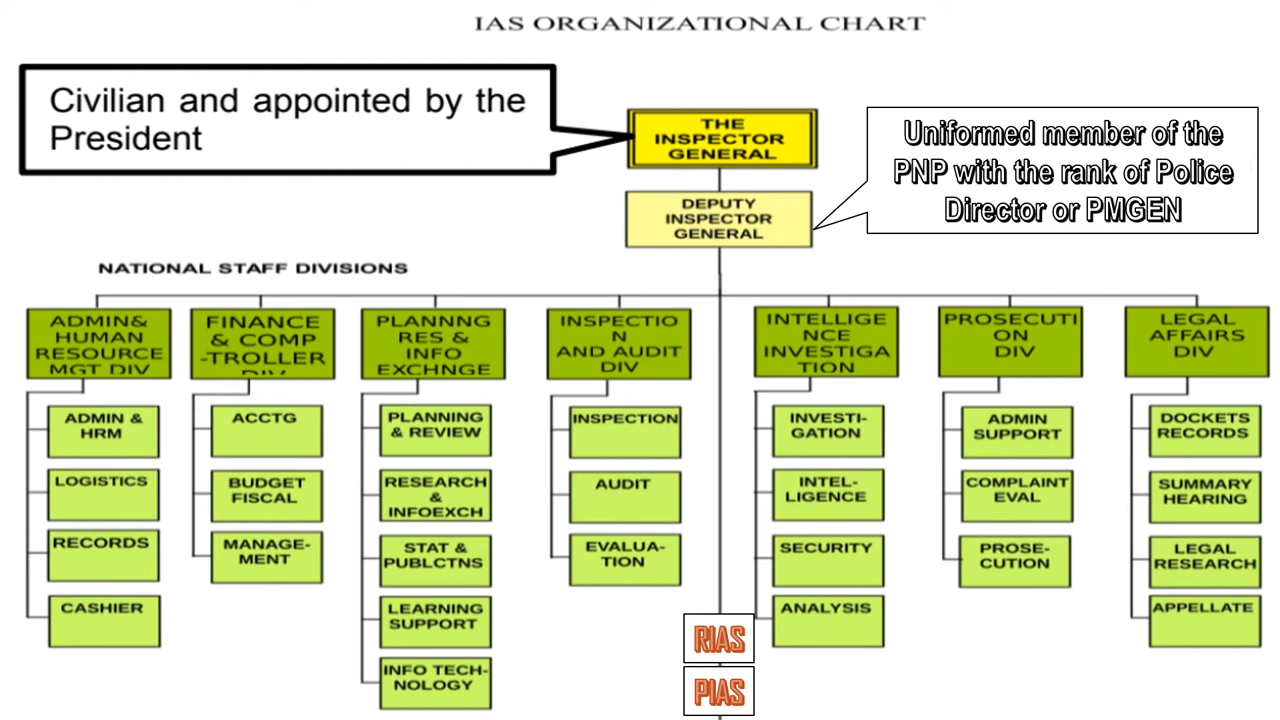 IAS ORGANIZATIONAL CHART
Civilian and appointed by the
President
THE
INSPECTOR
GENERAL
Uniformed member of the
PNP with the rank of Police
Director or PMGEN
DEPUTY
INSPECTOR
GENERAL
NATIONAL STAFF DIVISIONS
ADMIN&
HUMAN
RESOURCE
MGT DIV
ADMIN &
HRM
LOGISTICS
RECORDS
CASHIER
FINANCE
& COMP
-TROLLER
DIV
ACCTG
BUDGET
FISCAL
MANAGE-
MENT
PLANNNG
RES &
INFO
EXCHNGE
PLANNING
& REVIEW
RESEARCH
&
INFOEXCH
STAT &
PUBLCTNS
LEARNING
SUPPORT
INFO TECH-
NOLOGY
INSPECTIO
N
AND AUDIT
DIV
INSPECTION
AUDIT
EVALUA-
TION
INTELLIGE
NCE
INVESTIGA
TION
INVESTI-
GATION
INTEL-
LIGENCE
SECURITY
ANALYSIS
PROSECUTI
ON
DIV
ADMIN
SUPPORT
COMPLAINT
EVAL
PROSE-
CUTION
LEGAL
AFFAIRS
DIV
DOCKETS
RECORDS
SUMMARY
HEARING
LEGAL
RESEARCH
APPELLATE
RIAS
PIAS